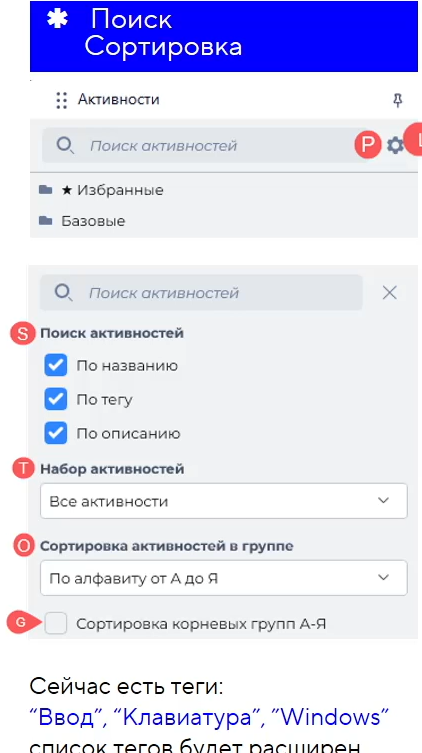 ✱ Поиск
Сортировка
Активности
Поиск активностей P L
★ Избранные
Базовые
Поиск активностей
S Поиск активностей
По названию
По тегу
По описанию
T Набор активностей
Все активности
O Сортировка активностей в группе
По алфавиту от А до Я
G Сортировка корневых групп А-Я
Сейчас есть теги:
“Ввод”, “Клавиатура”, ”Windows”
список тегов будет расширен